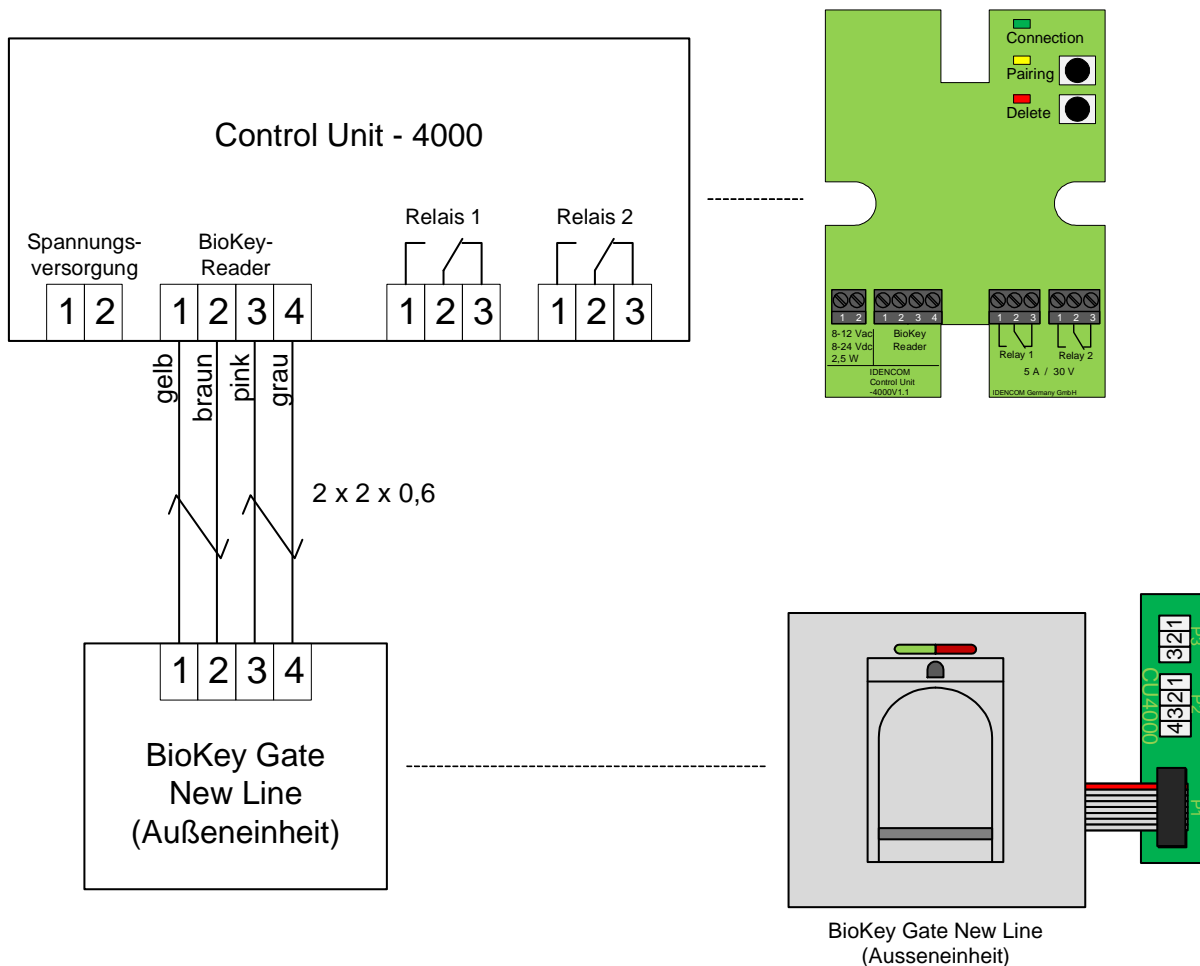 Control Unit - 4000
Spannungs-
versorgung
BioKey-
Reader
Relais 1
Relais 2
1 2
1 2 3 4
1 2 3
1 2 3
gelb
braun
pink
grau
2 x 2 x 0,6
1 2 3 4
BioKey Gate
New Line
(Außeneinheit)
Connection
Pairing
Delete
1 2
1 2 3 4
1 2 3
1 2 3
8-12 Vac
8-24 Vdc
2,5 W
BioKey
Reader
Relay 1
Relay 2
5 A / 30 V
IDENCOM
Control Unit
-4000V1.1
IDENCOM Germany GmbH
321
P3
4321
P2
CU4000
P1
BioKey Gate New Line
(Ausseneinheit)